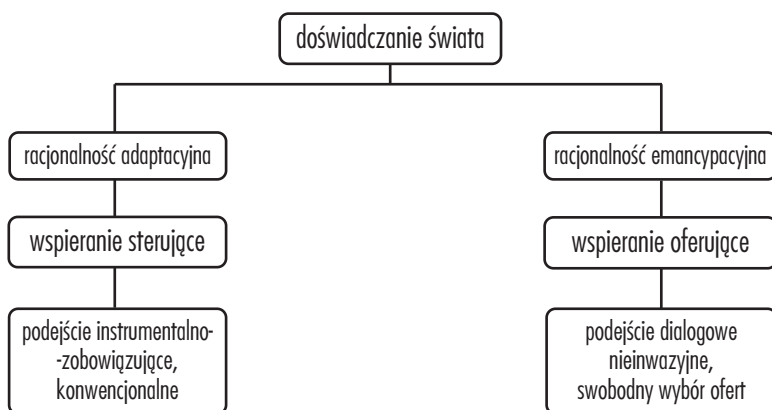 doświadczanie świata
racjonalność adaptacyjna
racjonalność emancypacyjna
wspieranie sterujące
wspieranie oferujące
podejście instrumentalno-
-zobowiązujące,
konwencjonalne
podejście dialogowe
nieinwazyjne,
swobodny wybór ofert